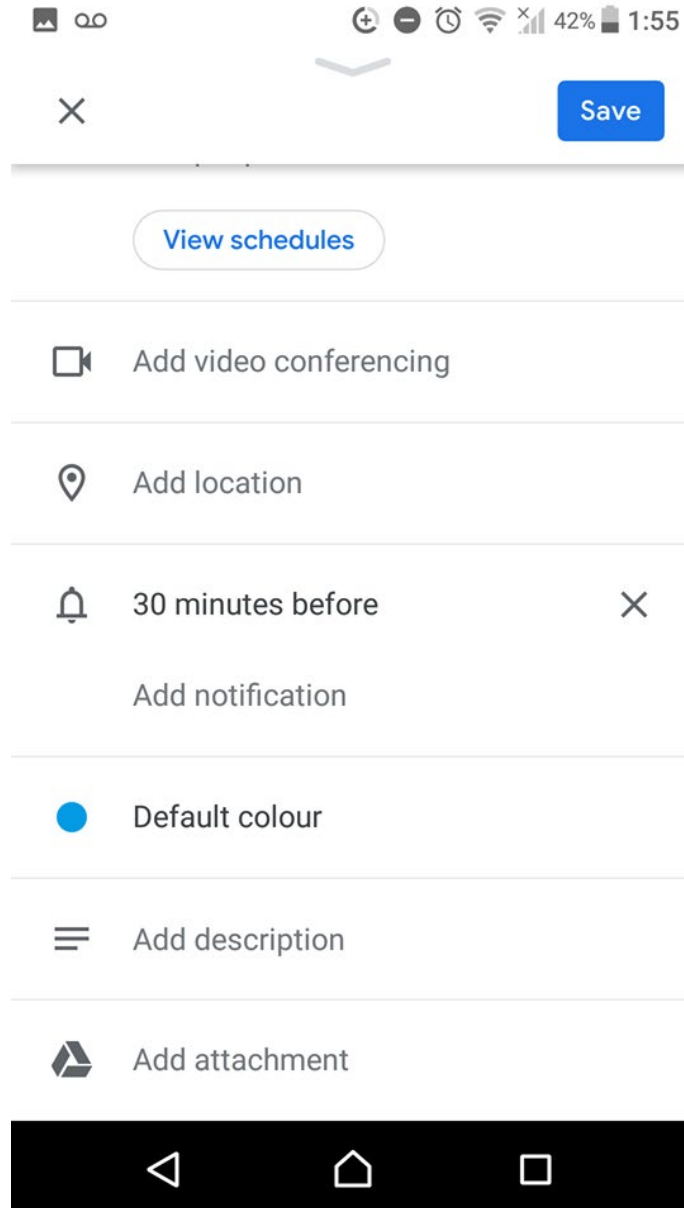 42% 1:55
Save
View schedules
Add video conferencing
Add location
30 minutes before
Add notification
Default colour
Add description
Add attachment